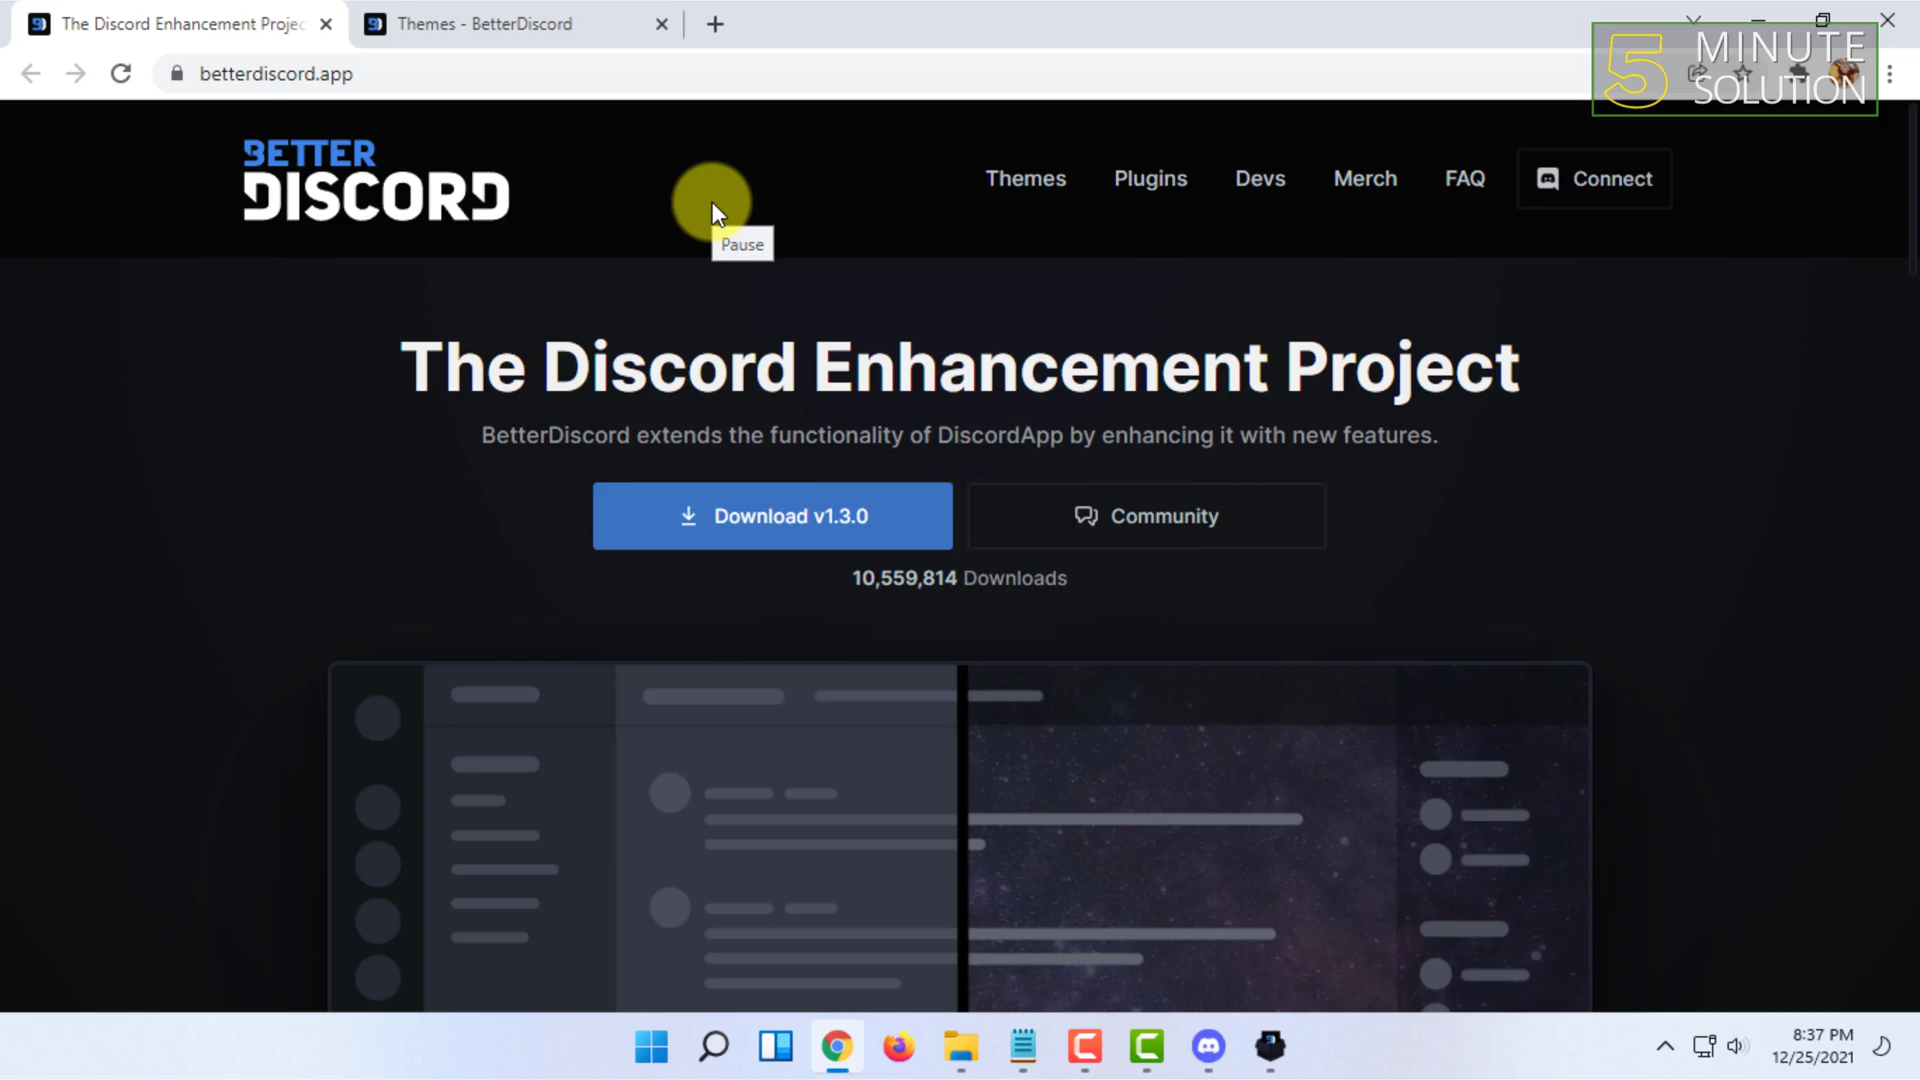 The Discord Enhancement Projec
Themes - BetterDiscord
betterdiscord.app
5 MINUTE
SOLUTION
BETTER
DISCORD
Themes
Plugins
Devs
Merch
FAQ
Connect
Pause
The Discord Enhancement Project
BetterDiscord extends the functionality of DiscordApp by enhancing it with new features.
Download v1.3.0
Community
10,559,814 Downloads
8:37 PM
12/25/2021